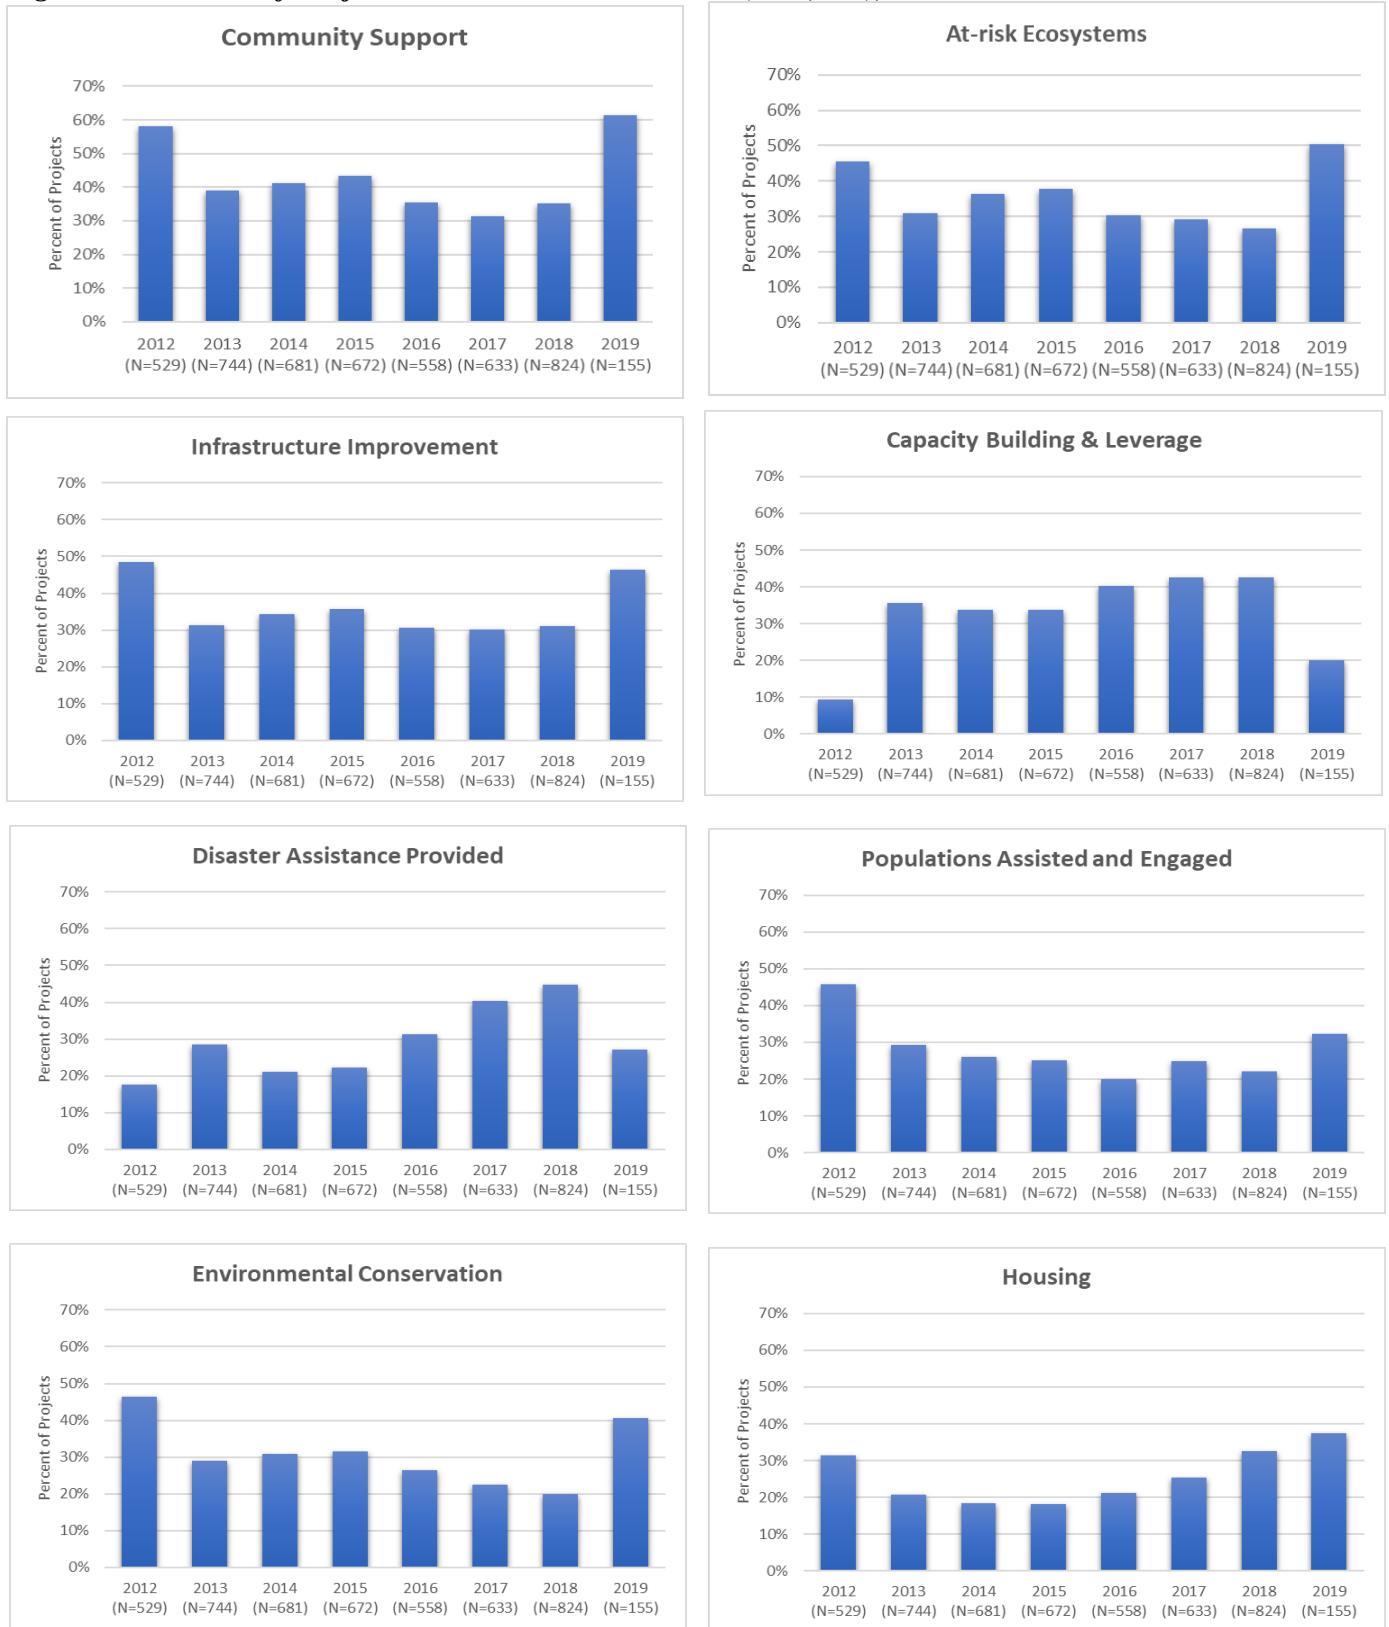 Community Support
70%
60%
50%
40%
30%
20%
10%
0%
Percent of Projects
2012 2013 2014 2015 2016 2017 2018 2019
(N=529) (N=744) (N=681) (N=672) (N=558) (N=633) (N=824) (N=155)
At-risk Ecosystems
70%
60%
50%
40%
30%
20%
10%
0%
Percent of Projects
2012 2013 2014 2015 2016 2017 2018 2019
(N=529) (N=744) (N=681) (N=672) (N=558) (N=633) (N=824) (N=155)
Infrastructure Improvement
70%
60%
50%
40%
30%
20%
10%
0%
Percent of Projects
2012 2013 2014 2015 2016 2017 2018 2019
(N=529) (N=744) (N=681) (N=672) (N=558) (N=633) (N=824) (N=155)
Capacity Building & Leverage
70%
60%
50%
40%
30%
20%
10%
0%
Percent of Projects
2012 2013 2014 2015 2016 2017 2018 2019
(N=529) (N=744) (N=681) (N=672) (N=558) (N=633) (N=824) (N=155)
Disaster Assistance Provided
70%
60%
50%
40%
30%
20%
10%
0%
Percent of Projects
2012 2013 2014 2015 2016 2017 2018 2019
(N=529) (N=744) (N=681) (N=672) (N=558) (N=633) (N=824) (N=155)
Populations Assisted and Engaged
70%
60%
50%
40%
30%
20%
10%
0%
Percent of Projects
2012 2013 2014 2015 2016 2017 2018 2019
(N=529) (N=744) (N=681) (N=672) (N=558) (N=633) (N=824) (N=155)
Environmental Conservation
70%
60%
50%
40%
30%
20%
10%
0%
Percent of Projects
2012 2013 2014 2015 2016 2017 2018 2019
(N=529) (N=744) (N=681) (N=672) (N=558) (N=633) (N=824) (N=155)
Housing
70%
60%
50%
40%
30%
20%
10%
0%
Percent of Projects
2012 2013 2014 2015 2016 2017 2018 2019
(N=529) (N=744) (N=681) (N=672) (N=558) (N=633) (N=824) (N=155)